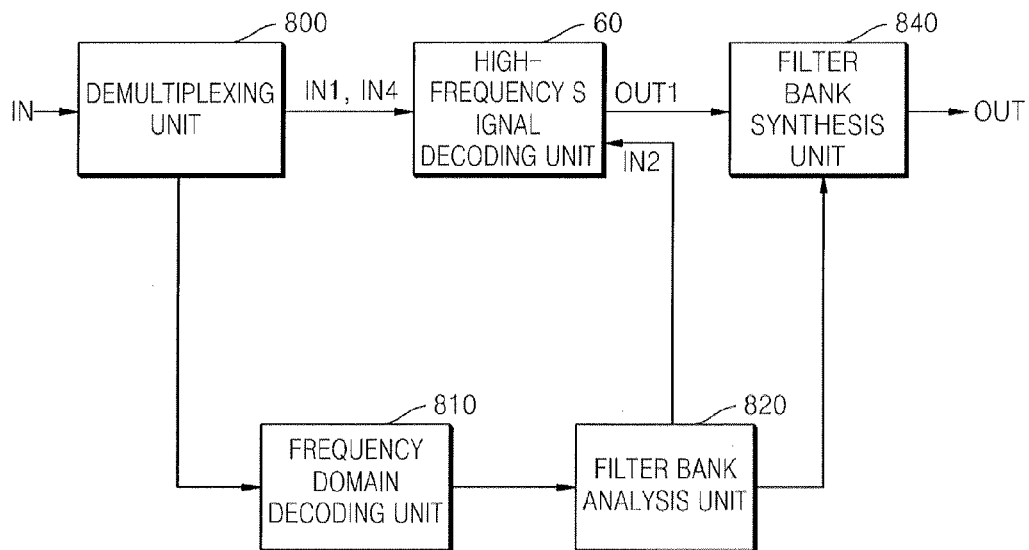 800
60
840
IN
DEMULTIPLEXING
UNIT
IN1, IN4
HIGH-
FREQUENCY S
IGNAL
DECODING UNIT
OUT1
IN2
FILTER
BANK
SYNTHESIS
UNIT
OUT
810
820
FREQUENCY
DOMAIN
DECODING UNIT
FILTER BANK
ANALYSIS UNIT